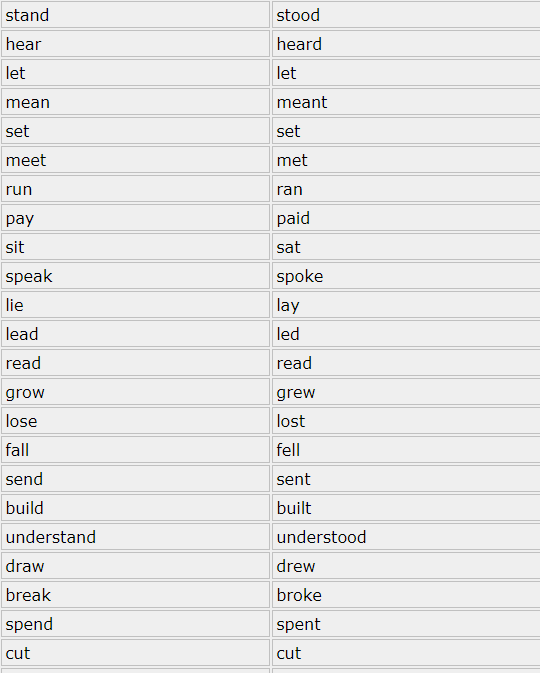 stand stood
hear heard
let let
mean meant
set set
meet met
run ran
pay paid
sit sat
speak spoke
lie lay
lead led
read read
grow grew
lose lost
fall fell
send sent
build built
understand understood
draw drew
break broke
spend spent
cut cut